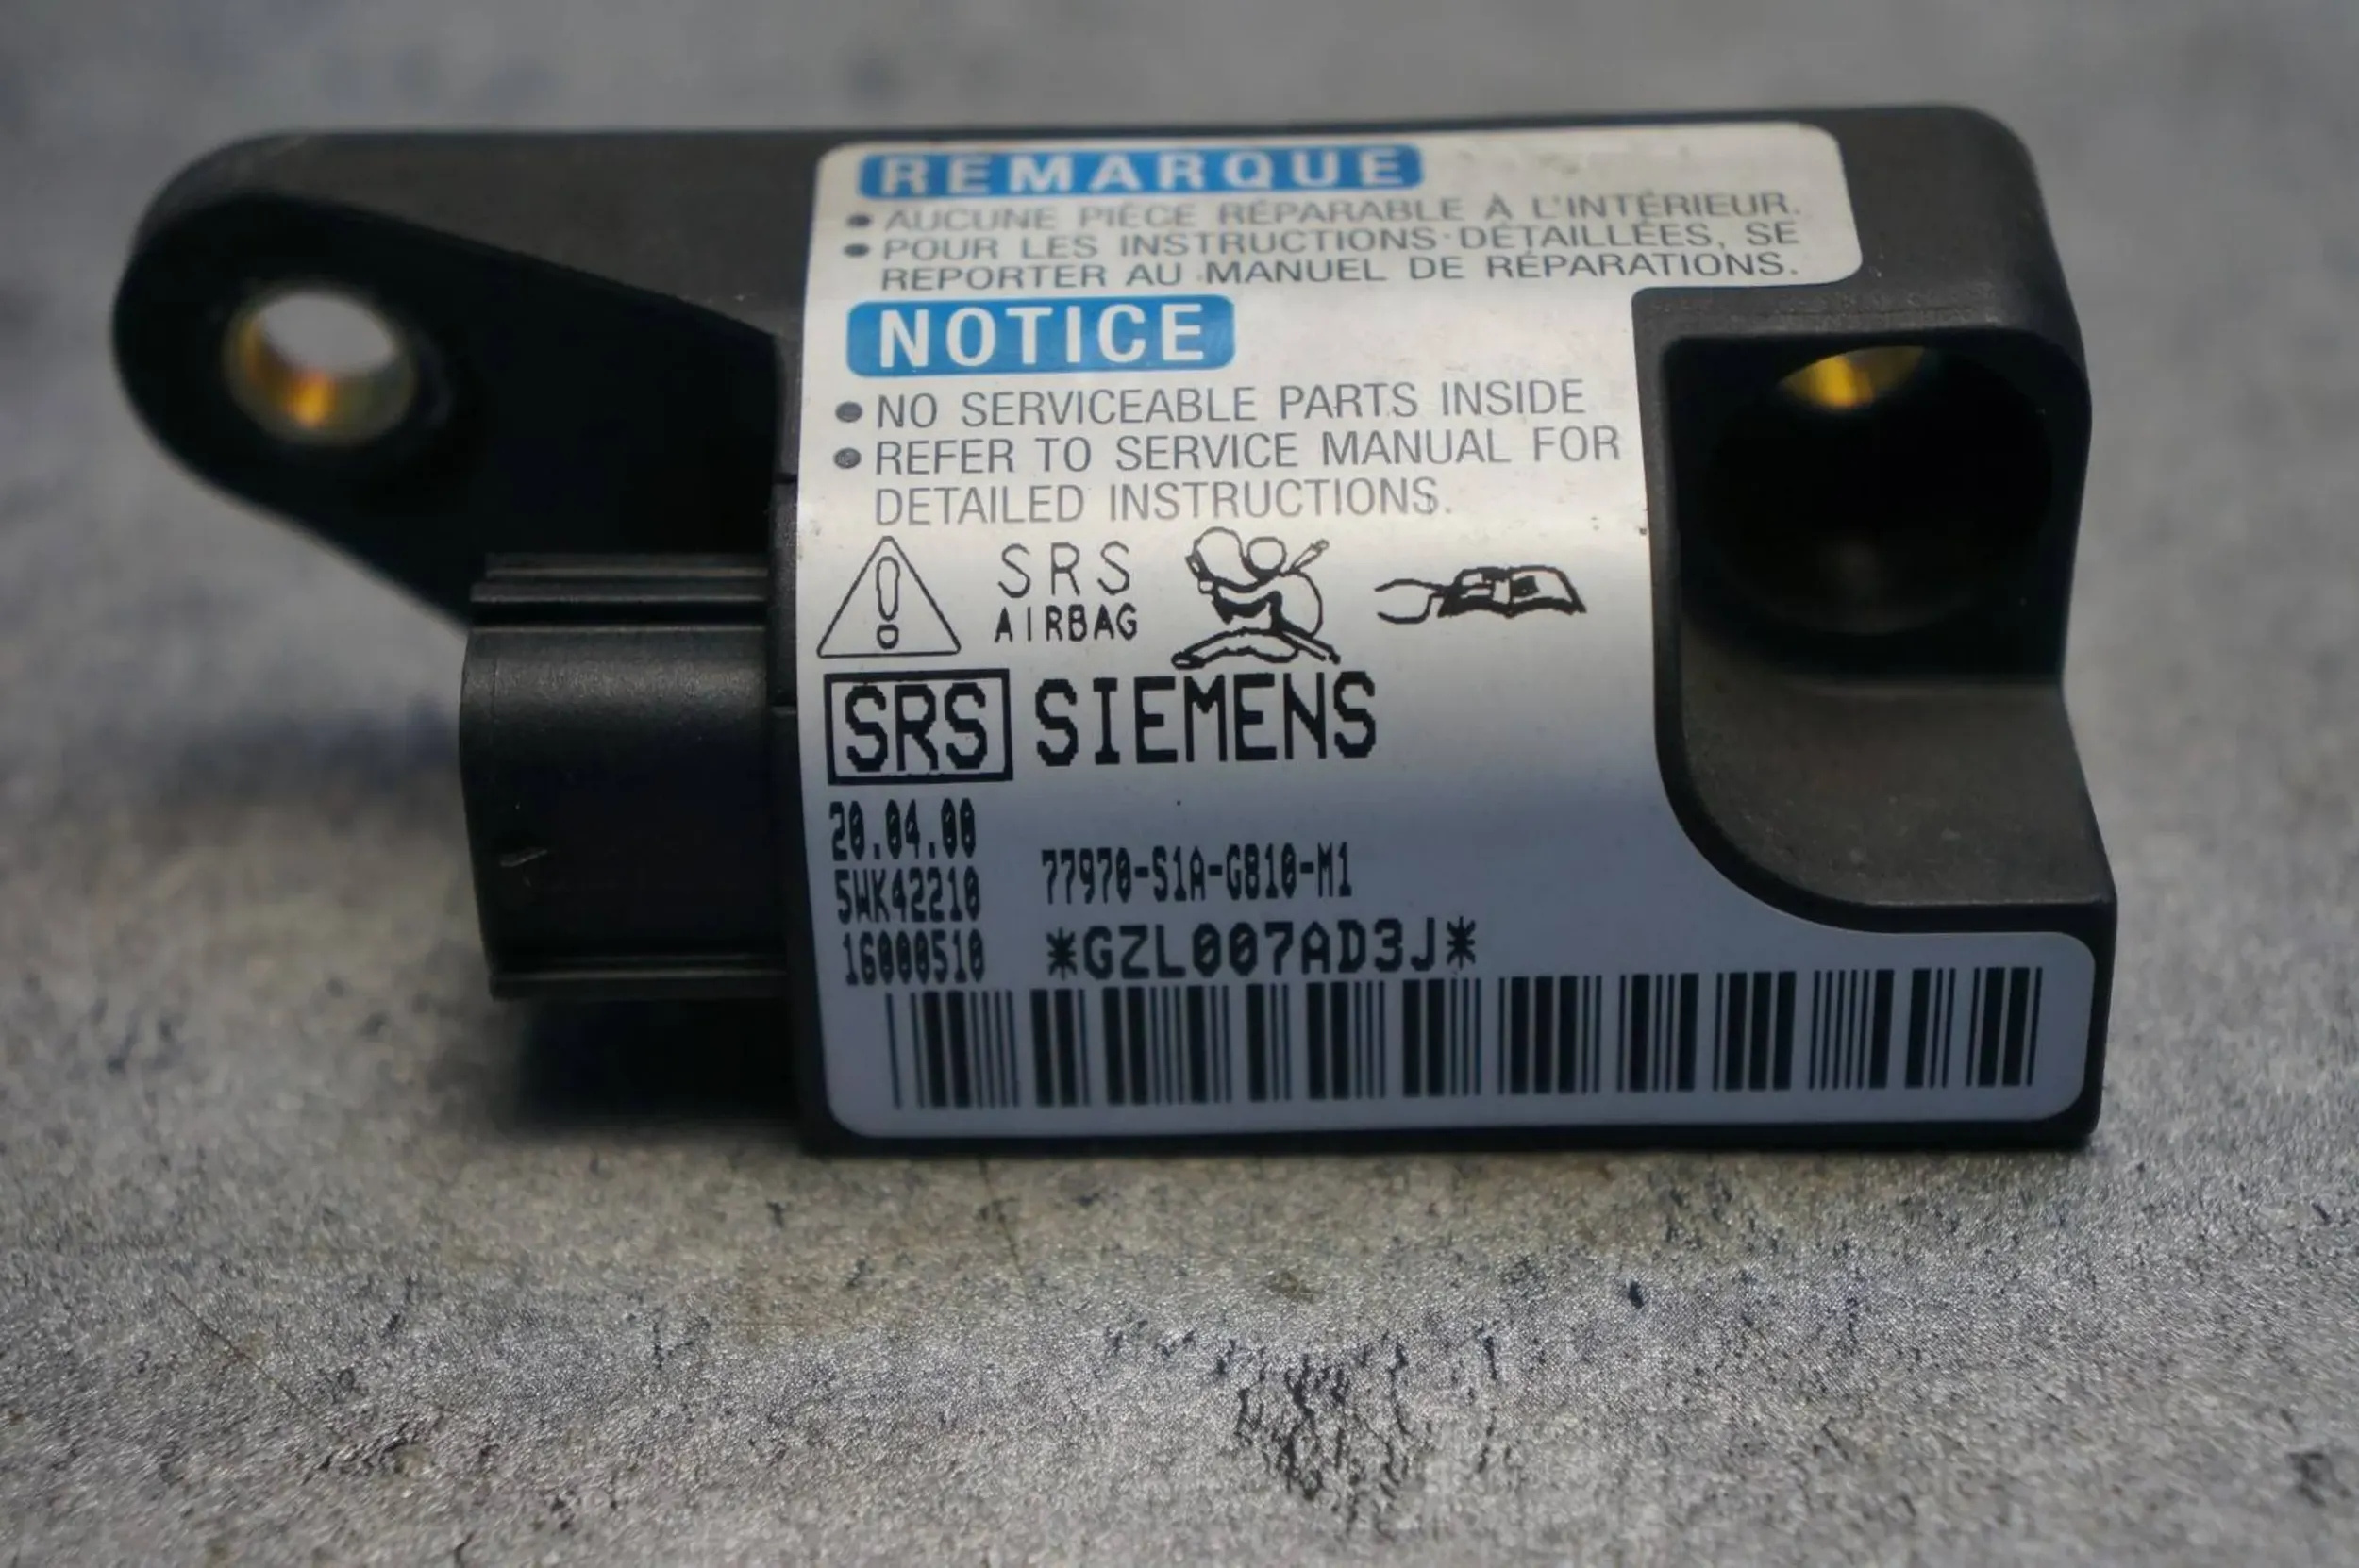 REMARQUE
• AUCUNE PIÈCE RÉPARABLE À L'INTÉRIEUR.
• POUR LES INSTRUCTIONS DÉTAILLÉES, SE
REPORTER AU MANUEL DE RÉPARATIONS.
NOTICE
• NO SERVICEABLE PARTS INSIDE
• REFER TO SERVICE MANUAL FOR
DETAILED INSTRUCTIONS.
SRS
AIRBAG
SRS SIEMENS
20.04.00
5WK42210 77970-S1A-G810-M1
16000510 *GZL007AD3J*